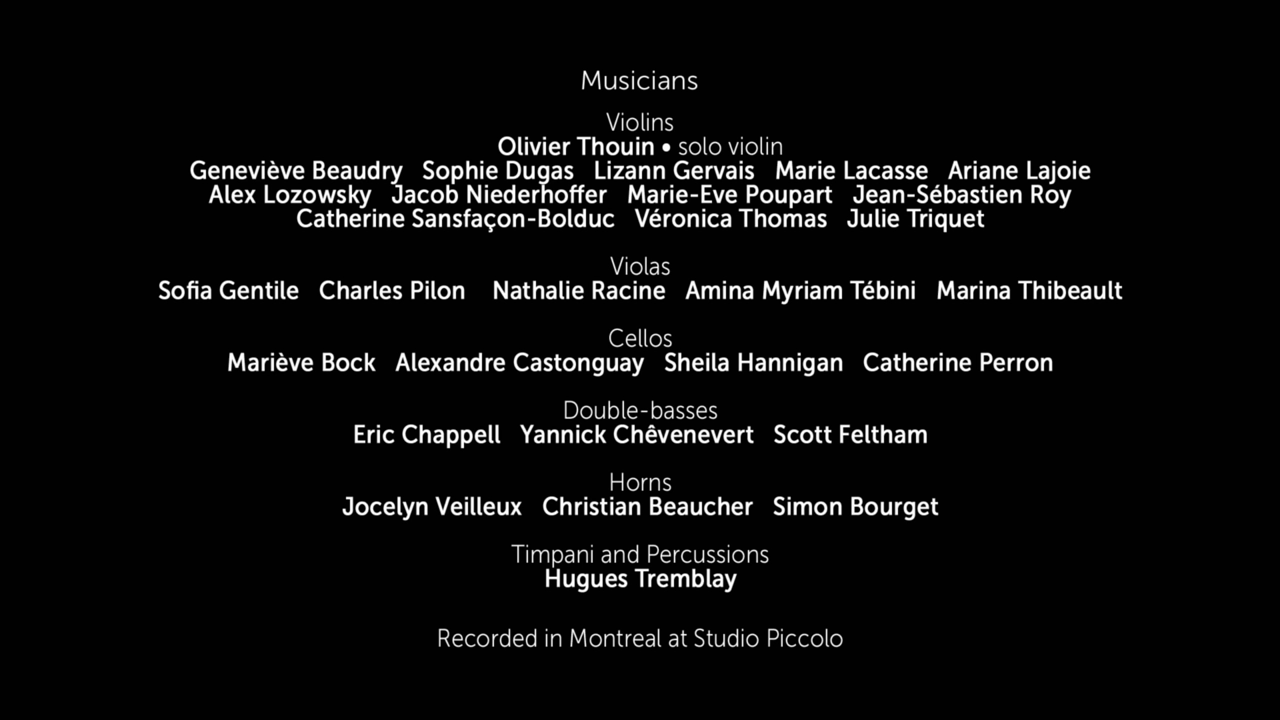 Musicians
Violins
Olivier Thouin • solo violin
Geneviève Beaudry Sophie Dugas Lizann Gervais Marie Lacasse Ariane Lajoie
Alex Lozowsky Jacob Niederhoffer Marie-Eve Poupart Jean-Sébastien Roy
Catherine Sansfaçon-Bolduc Véronica Thomas Julie Triquet
Violas
Sofia Gentile Charles Pilon Nathalie Racine Amina Myriam Tébini Marina Thibeault
Cellos
Mariève Bock Alexandre Castonguay Sheila Hannigan Catherine Perron
Double-basses
Eric Chappell Yannick Chêvenevert Scott Feltham
Horns
Jocelyn Veilleux Christian Beaucher Simon Bourget
Timpani and Percussions
Hugues Tremblay
Recorded in Montreal at Studio Piccolo